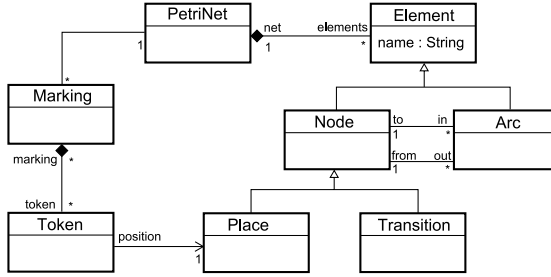 PetriNet
net
elements
1
1
*
Element
name : String
*
Marking
marking
*
Node
to
in
1
*
from
out
1
*
Arc
token
*
Token
position
1
Place
Transition